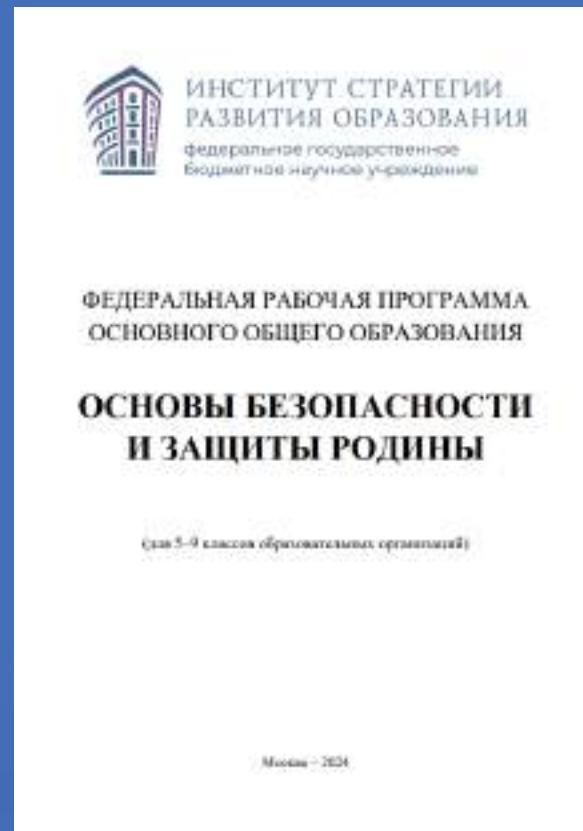 ИНСТИТУТ СТРАТЕГИИ
РАЗВИТИЯ ОБРАЗОВАНИЯ
федеральное государственное
бюджетное научное учреждение
ФЕДЕРАЛЬНАЯ РАБОЧАЯ ПРОГРАММА
ОСНОВНОГО ОБЩЕГО ОБРАЗОВАНИЯ
ОСНОВЫ БЕЗОПАСНОСТИ
И ЗАЩИТЫ РОДИНЫ
(для 5–9 классов образовательных организаций)
Москва – 2024